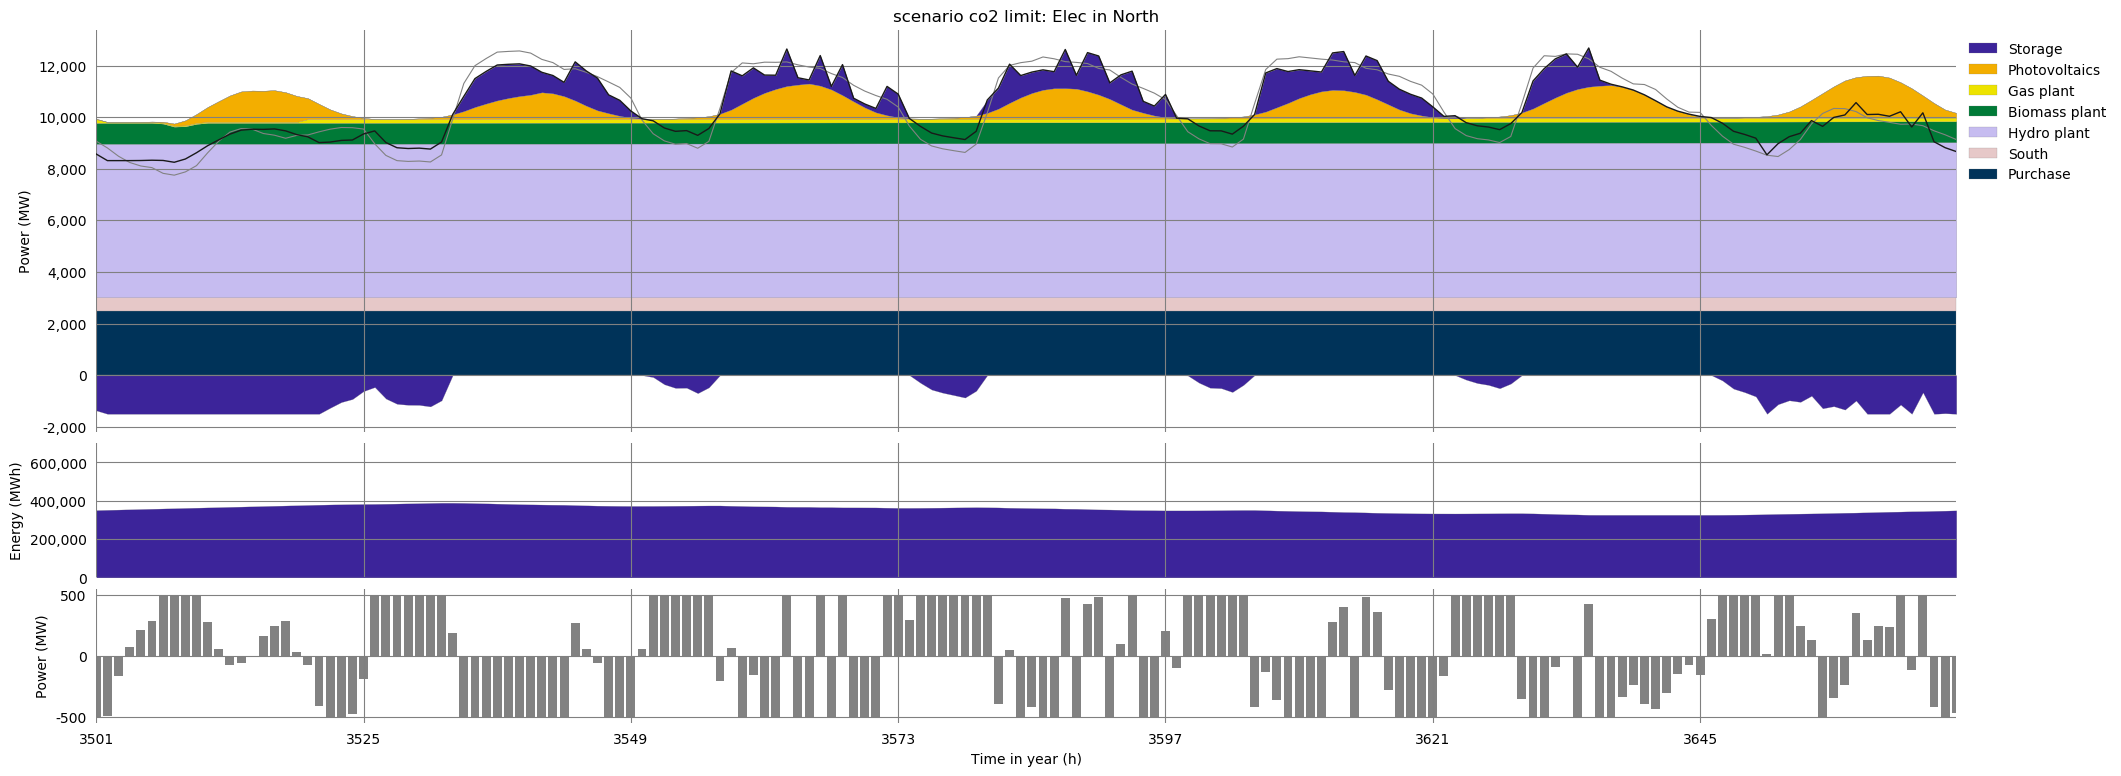 scenario co2 limit: Elec in North
12,000
10,000
8,000
6,000
4,000
2,000
0
-2,000
Power (MW)
Storage
Photovoltaics
Gas plant
Biomass plant
Hydro plant
South
Purchase
600,000
400,000
200,000
0
Energy (MWh)
500
0
-500
Power (MW)
3501
3525
3549
3573
3597
3621
3645
Time in year (h)